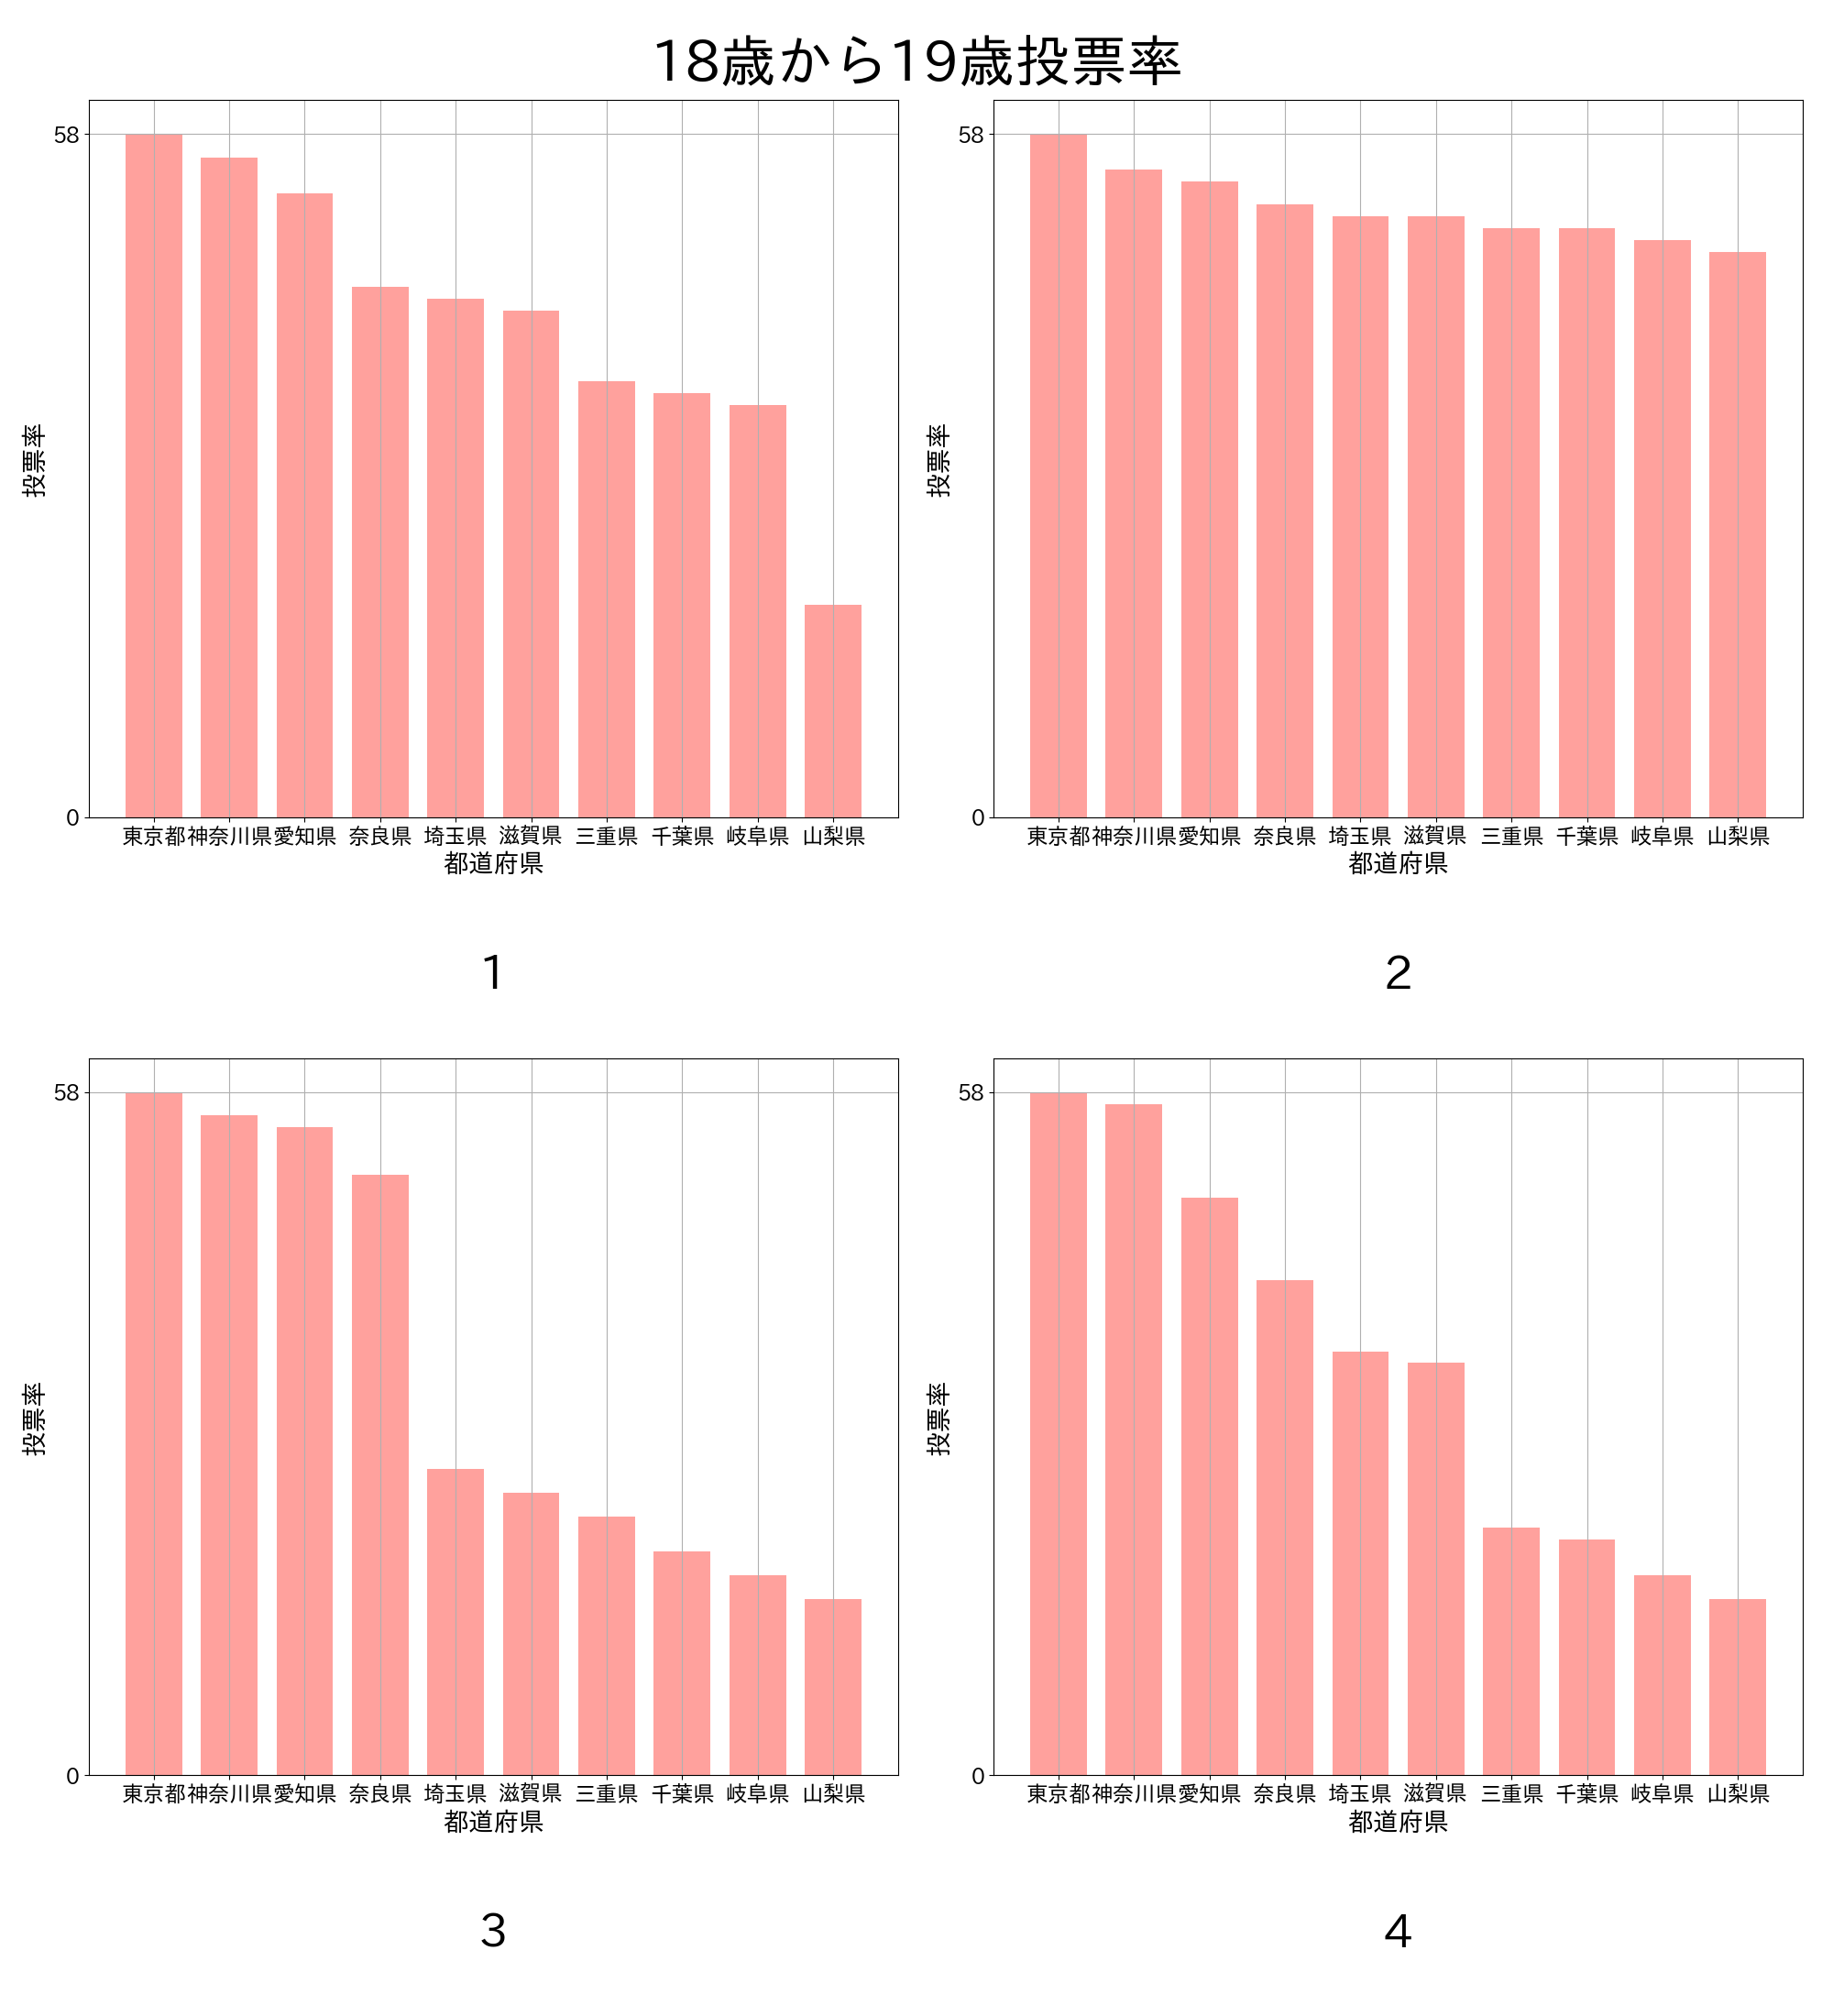 18歳から19歳投票率
58
0
投票率
東京都 神奈川県 愛知県 奈良県 埼玉県 滋賀県 三重県 千葉県 岐阜県 山梨県
都道府県
1
58
0
投票率
東京都 神奈川県 愛知県 奈良県 埼玉県 滋賀県 三重県 千葉県 岐阜県 山梨県
都道府県
2
58
0
投票率
東京都 神奈川県 愛知県 奈良県 埼玉県 滋賀県 三重県 千葉県 岐阜県 山梨県
都道府県
3
58
0
投票率
東京都 神奈川県 愛知県 奈良県 埼玉県 滋賀県 三重県 千葉県 岐阜県 山梨県
都道府県
4